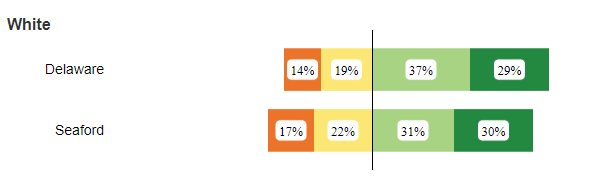 White
Delaware 14% 19% 37% 29%
Seaford 17% 22% 31% 30%